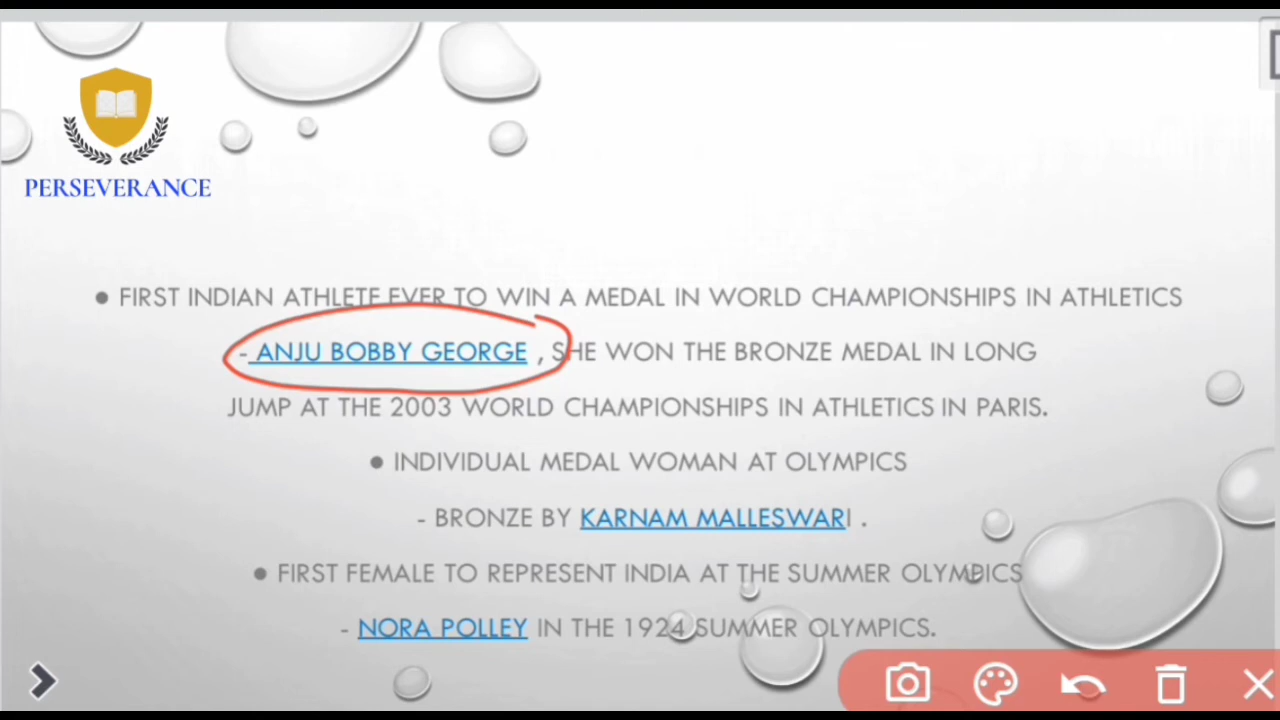 PERSEVERANCE
● FIRST INDIAN ATHLETE EVER TO WIN A MEDAL IN WORLD CHAMPIONSHIPS IN ATHLETICS
- ANJU BOBBY GEORGE , SHE WON THE BRONZE MEDAL IN LONG
JUMP AT THE 2003 WORLD CHAMPIONSHIPS IN ATHLETICS IN PARIS.
● INDIVIDUAL MEDAL WOMAN AT OLYMPICS
- BRONZE BY KARNAM MALLESWARI .
● FIRST FEMALE TO REPRESENT INDIA AT THE SUMMER OLYMPICS
- NORA POLLEY IN THE 1924 SUMMER OLYMPICS.